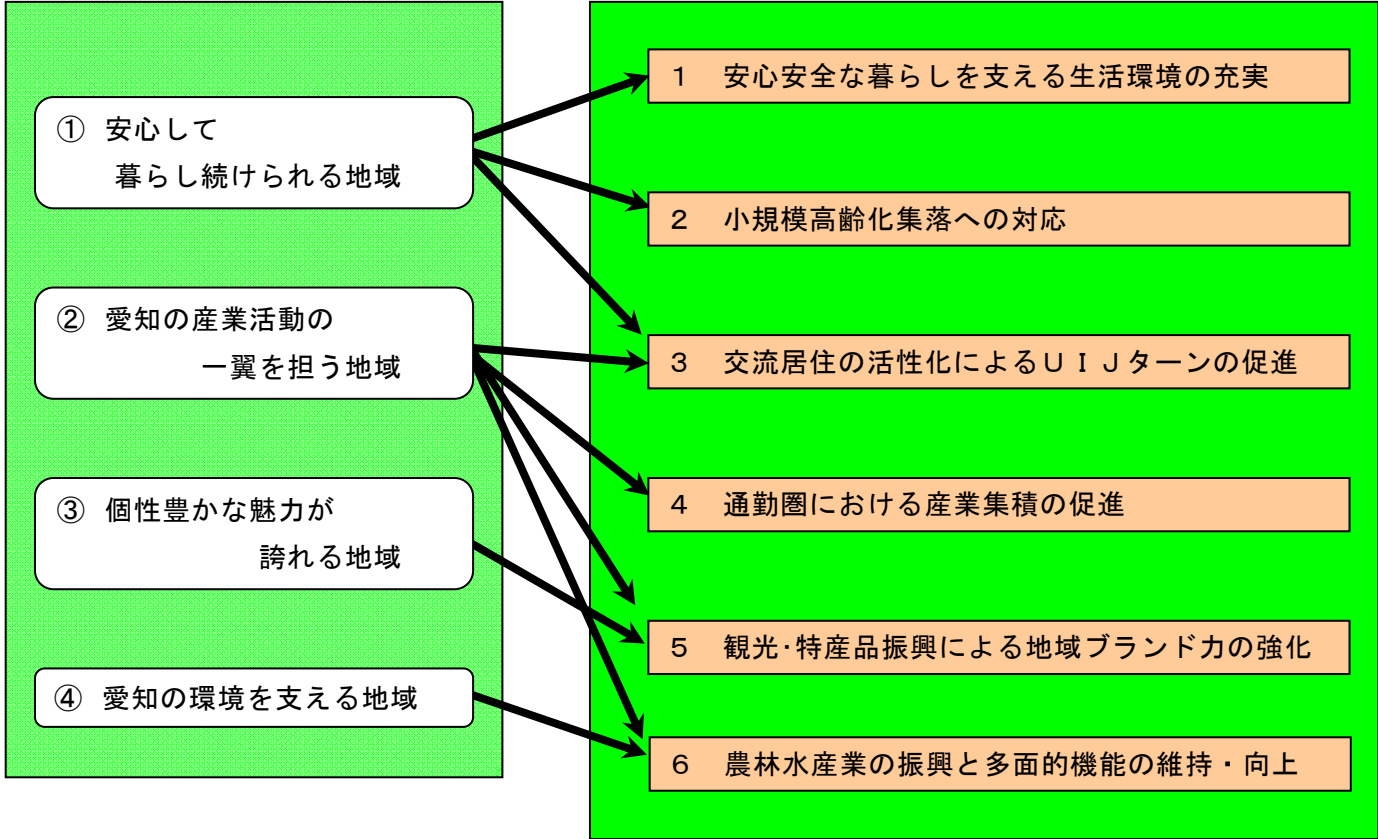 ① 安心して
暮らし続けられる地域
② 愛知の産業活動の
一翼を担う地域
③ 個性豊かな魅力が
誇れる地域
④ 愛知の環境を支える地域
1 安心安全な暮らしを支える生活環境の充実
2 小規模高齢化集落への対応
3 交流居住の活性化によるUIJターンの促進
4 通勤圏における産業集積の促進
5 観光・特産品振興による地域ブランド力の強化
6 農林水産業の振興と多面的機能の維持・向上